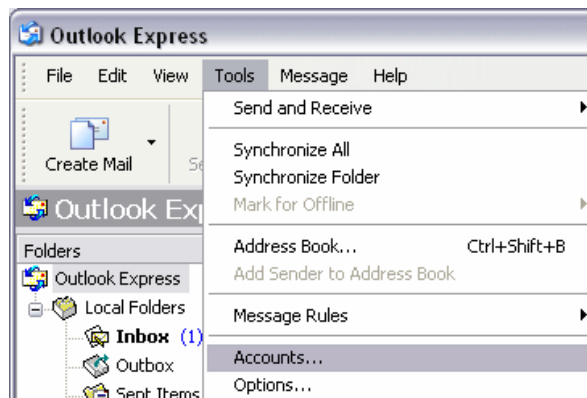 Outlook Express
File Edit View Tools Message Help
Send and Receive
Create Mail
Synchronize All
Synchronize Folder
Mark for Offline
Outlook
Address Book... Ctrl+Shift+B
Folders
Add Sender to Address Book
Outlook Express
Local Folders
Message Rules
Inbox (1)
Accounts...
Outbox
Options...
Sent Items